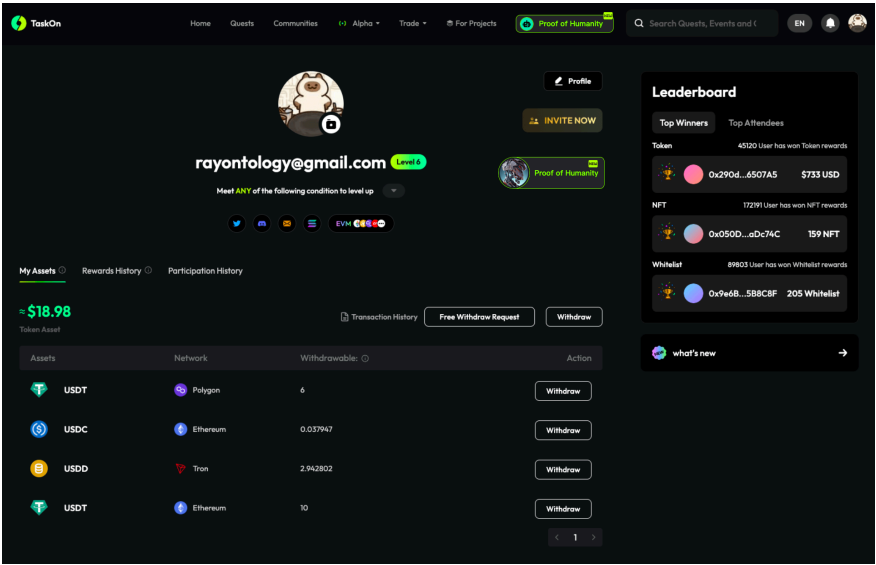 TaskOn
Home Quests Communities Alpha Trade For Projects Proof of Humanity NEW Search Quests, Events and ( EN
Profile
INVITE NOW
rayontology@gmail.com Level 6
NEW
Proof of Humanity
Meet ANY of the following condition to level up
EVM
My Assets Rewards History Participation History
≈$18.98
Token Asset
Transaction History Free Withdraw Request Withdraw
Assets Network Withdrawable: Action
USDT Polygon 6 Withdraw
USDC Ethereum 0.037947 Withdraw
USDD Tron 2.942802 Withdraw
USDT Ethereum 10 Withdraw
< 1 >
Leaderboard
Top Winners Top Attendees
Token 45120 User has won Token rewards
0x290d...6507A5 $733 USD
NFT 172191 User has won NFT rewards
0x050D...aDc74C 159 NFT
Whitelist 89803 User has won Whitelist rewards
0x9e6B...5B8C8F 205 Whitelist
what's new